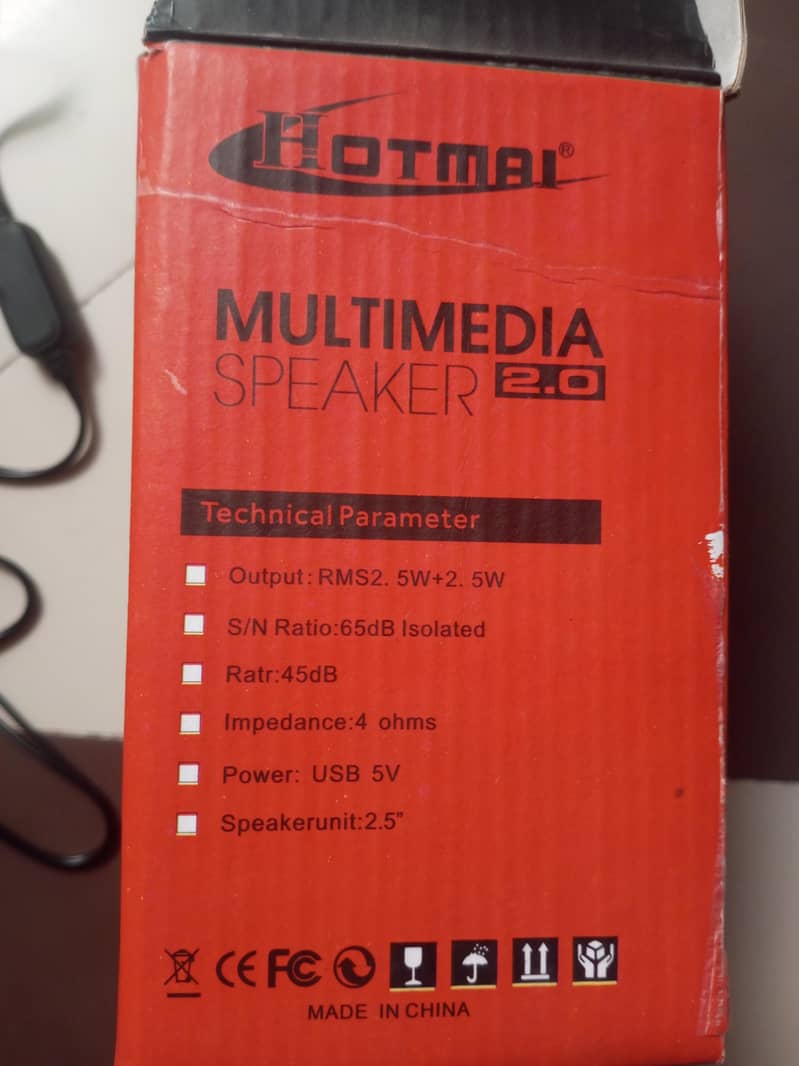 HOTMAI®
MULTIMEDIA
SPEAKER 2.0
Technical Parameter
Output: RMS2. 5W+2. 5W
S/N Ratio:65dB Isolated
Ratr:45dB
Impedance:4 ohms
Power: USB 5V
Speakerunit:2.5"
CE FC
MADE IN CHINA